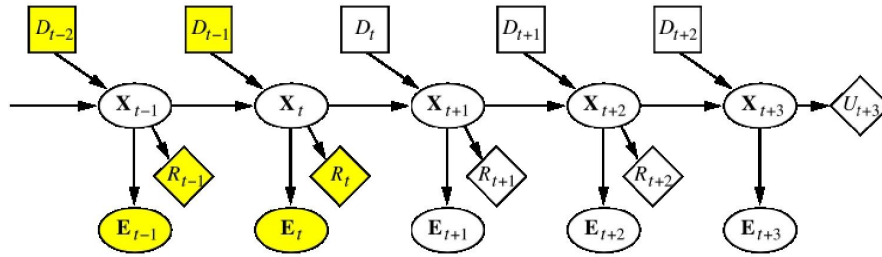 D_{t-2} D_{t-1} D_t D_{t+1} D_{t+2}
X_{t-1} X_t X_{t+1} X_{t+2} X_{t+3} U_{t+3}
R_{t-1} R_t R_{t+1} R_{t+2}
E_{t-1} E_t E_{t+1} E_{t+2} E_{t+3}